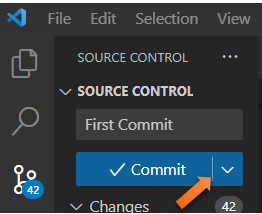 File Edit Selection View
SOURCE CONTROL ...
SOURCE CONTROL
First Commit
Commit
42 Changes 42